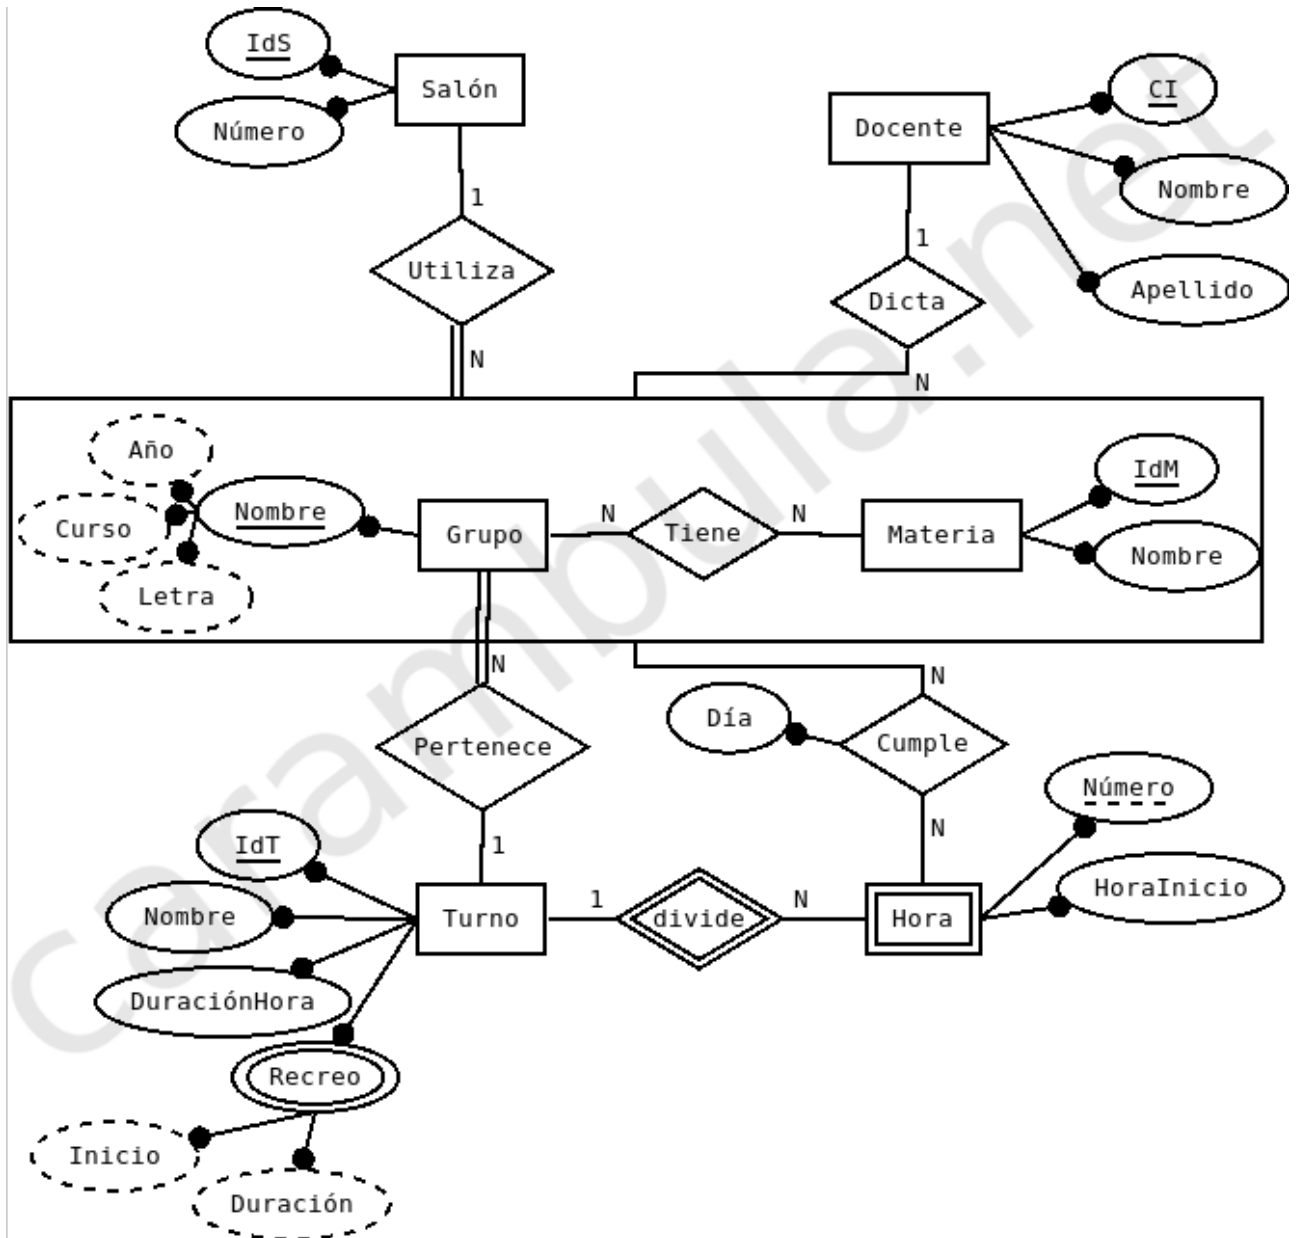 IdS
Salón
Número
CI
Docente
Nombre
Apellido
1
Utiliza
N
1
Dicta
N
Año
Curso
Letra
Nombre
Grupo
N
Tiene
N
Materia
IdM
Nombre
N
Pertenece
1
N
Día
Cumple
N
Número
HoraInicio
IdT
Nombre
DuraciónHora
Turno
1
divide
N
Hora
Recreo
Inicio
Duración
carambula.net